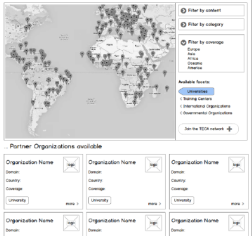 Filter by content
Filter by category
Filter by coverage
Europe
Asia
Africa
Oceania
America
Available facets:
Universities
Training Centers
International Organizations
Governmental Organizations
Join the TECH network
Partner Organizations available
Organization Name
logo
Domain
Country
Coverage
University
more >
Organization Name
logo
Domain
Country
Coverage
University
more >
Organization Name
logo
Domain
Country
Coverage
University
more >
Organization Name
logo
Domain
Organization Name
logo
Domain
Organization Name
logo
Domain